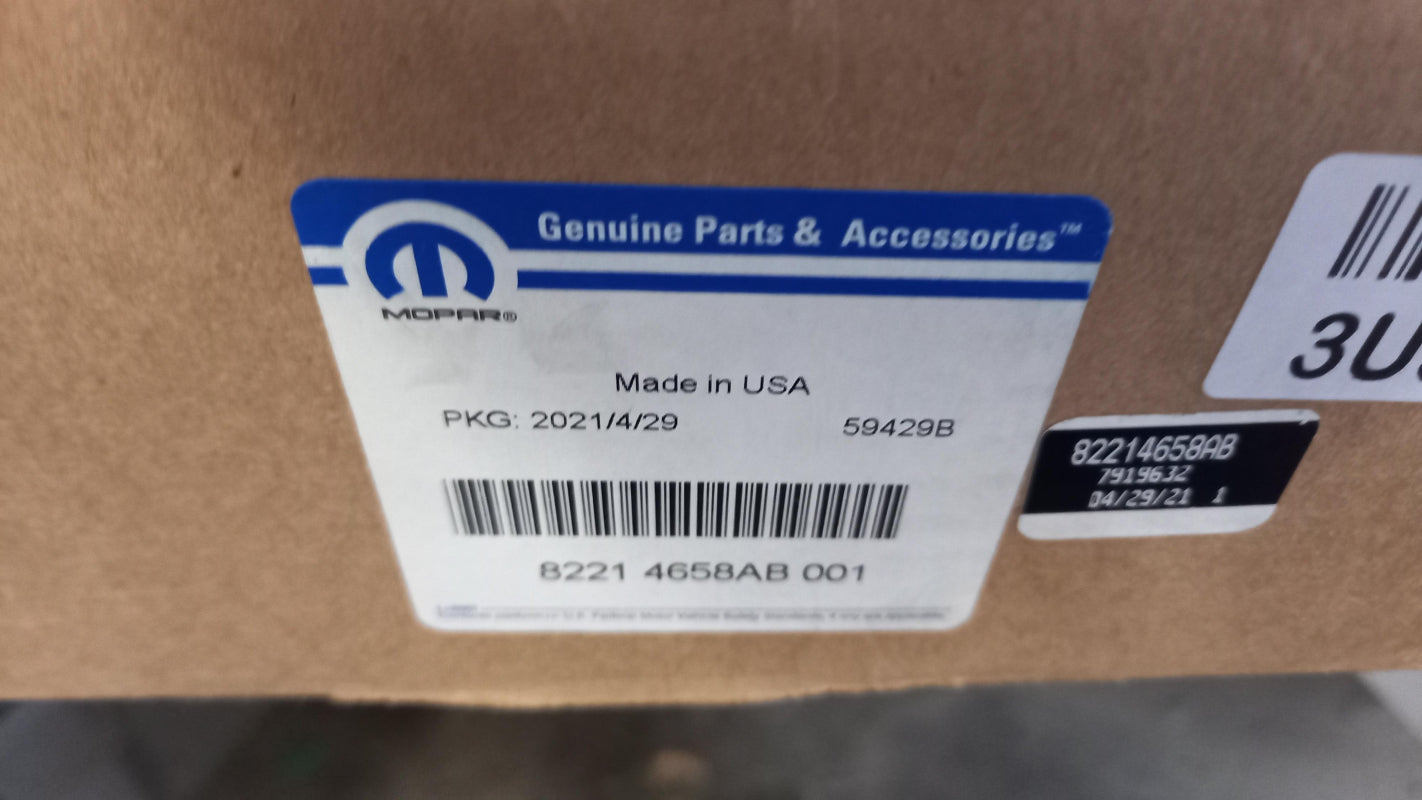 Genuine Parts & Accessories™
MOPAR®
Made in USA
PKG: 2021/4/29 59429B
8221 4658AB 001
3U
82214658AB
7919632
04/29/21 1